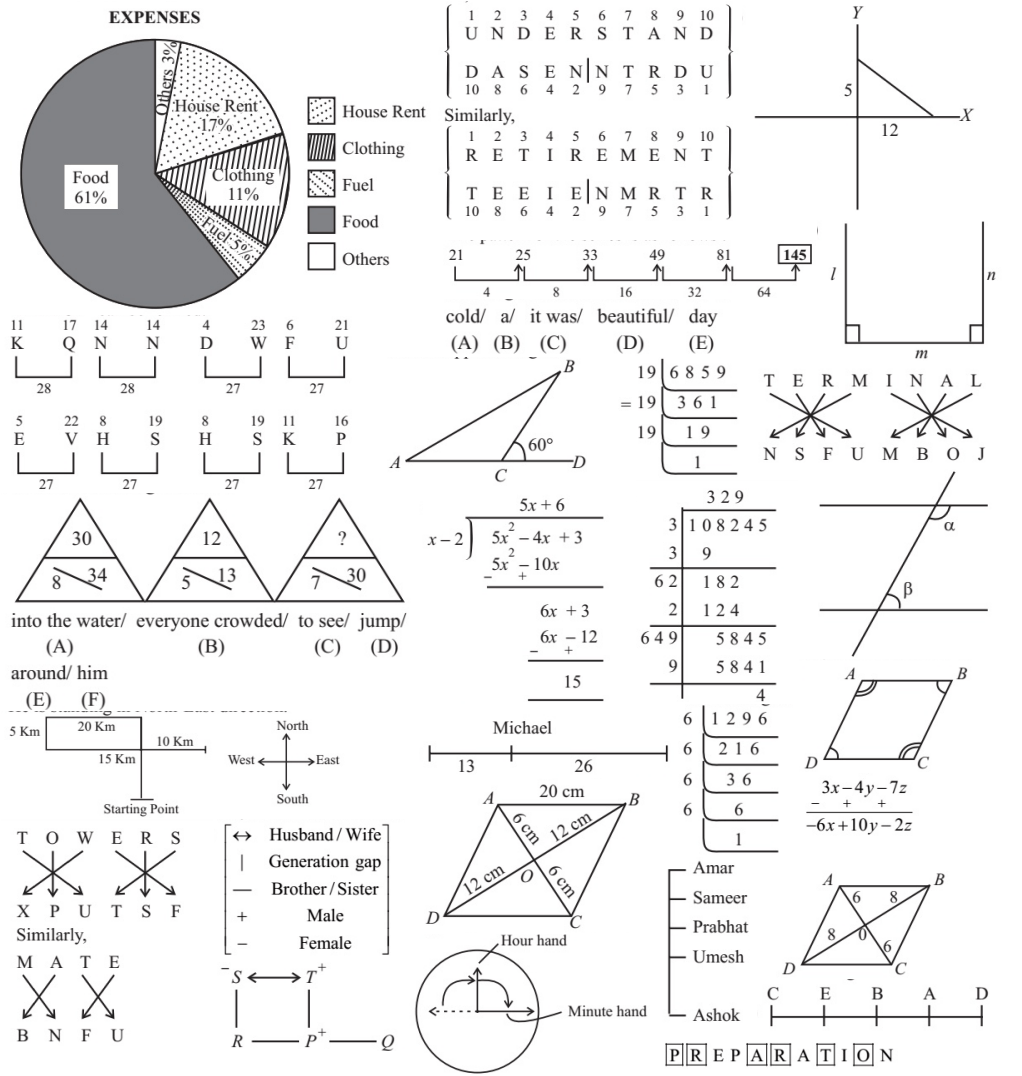 EXPENSES
Others 3%
House Rent
17%
Clothing
11%
Fuel 5%
Food
61%
House Rent
Clothing
Fuel
Food
Others
1 2 3 4 5 6 7 8 9 10
U N D E R S T A N D
D A S E N N T R D U
10 8 6 4 2 9 7 5 3 1
Similarly,
1 2 3 4 5 6 7 8 9 10
R E T I R E M E N T
T E E I E N M R T R
10 8 6 4 2 9 7 5 3 1
Y
5
X
12
21 25 33 49 81 145
4 8 16 32 64
cold/ a/ it was/ beautiful/ day
(A) (B) (C) (D) (E)
l n
m
11 17 14 14 4 23 6 21
K Q N N D W F U
28 28 27 27
5 22 8 19 8 19 11 16
E V H S H S K P
27 27 27 27
B
60°
A C D
19 6 8 5 9
= 19 3 6 1
19 1 9
1
T E R M I N A L
N S F U M B O J
30 12 ?
8 34 5 13 7 30
into the water/ everyone crowded/ to see/ jump/
(A) (B) (C) (D)
around/ him
(E) (F)
5x + 6
x – 2 ) 5x² – 4x + 3
5x² – 10x
– +
6x + 3
6x – 12
– +
15
3 2 9
3 1 0 8 2 4 5
3 9
6 2 1 8 2
2 1 2 4
6 4 9 5 8 4 5
9 5 8 4 1
4
α
β
5 Km 20 Km
10 Km
15 Km
Starting Point
North
West East
South
Michael
13 26
6 1 2 9 6
6 2 1 6
6 3 6
6 6
1
A B
D C
3x – 4y – 7z
– + +
–6x + 10y – 2z
T O W E R S
X P U T S F
Similarly,
M A T E
B N F U
↔ Husband / Wife
| Generation gap
— Brother / Sister
+ Male
– Female
–S ↔ T+
R — P+ — Q
20 cm
A B
6 cm 12 cm
O
12 cm 6 cm
D C
Hour hand
Minute hand
Amar
Sameer
Prabhat
Umesh
Ashok
A B
6 8
8 0 6
D C
C E B A D
P R E P A R A T I O N